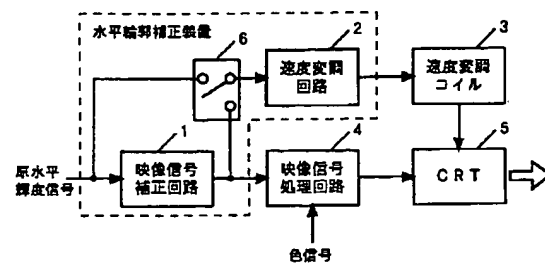 水平輪郭補正装置
6
2
速度変調
回路
3
速度変調
コイル
原水平
輝度信号
1
映像信号
補正回路
4
映像信号
処理回路
5
CRT
色信号